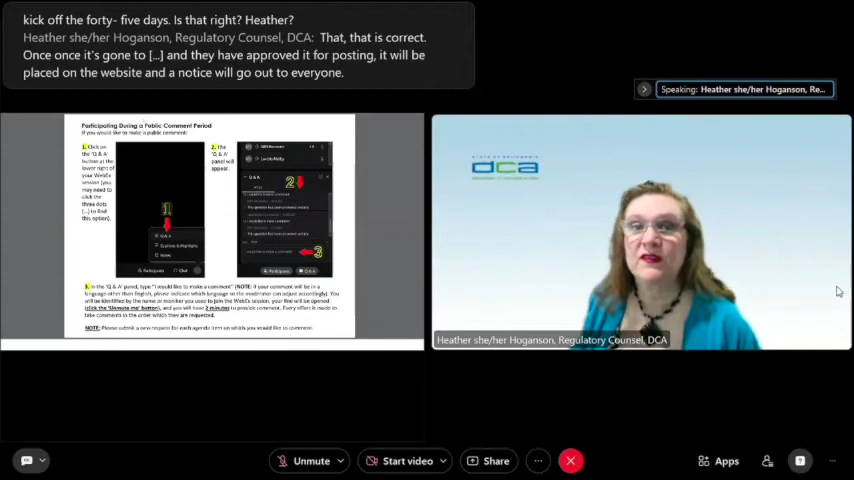 kick off the forty- five days. Is that right? Heather?
Heather she/her Hoganson, Regulatory Counsel, DCA: That, that is correct.
Once once it's gone to [...] and they have approved it for posting, it will be
placed on the website and a notice will go out to everyone.
Speaking: Heather she/her Hoganson, Re...
Participating During a Public Comment Period
If you would like to make a public comment:
1. Click on
the 'Q & A'
button at the
lower right of
your WebEx
session (you
may need to
click the
three dots
(...) to find
this option).
1
Q & A
2. The
'Q & A'
panel will
appear.
Q & A
2
3
Participants
Chat
Participants
Q & A
3. In the 'Q & A' panel, type "I would like to make a comment" (NOTE: If your comment will be in a
language other than English, please indicate which language so the moderator can adjust accordingly). You
will be identified by the name or moniker you used to join the WebEx session, your line will be opened
(click the 'Unmute me' button), and you will have 2 minutes to provide comment. Every effort is made to
take comments in the order which they are requested.
NOTE: Please submit a new request for each agenda item on which you would like to comment.
STATE OF CALIFORNIA
dca
Heather she/her Hoganson, Regulatory Counsel, DCA
Unmute
Start video
Share
Apps